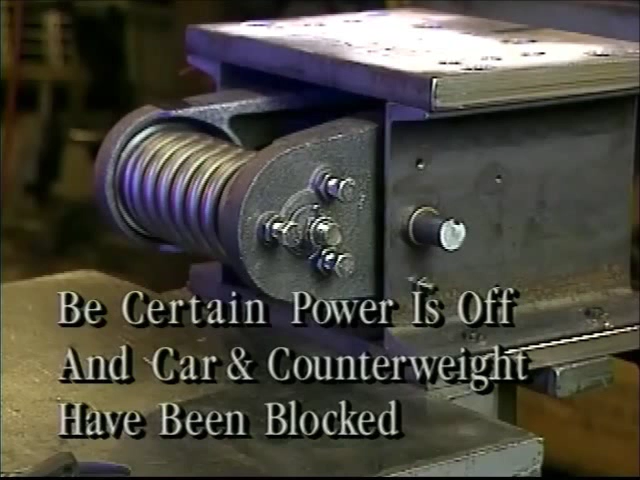 Be Certain Power Is Off
And Car & Counterweight
Have Been Blocked